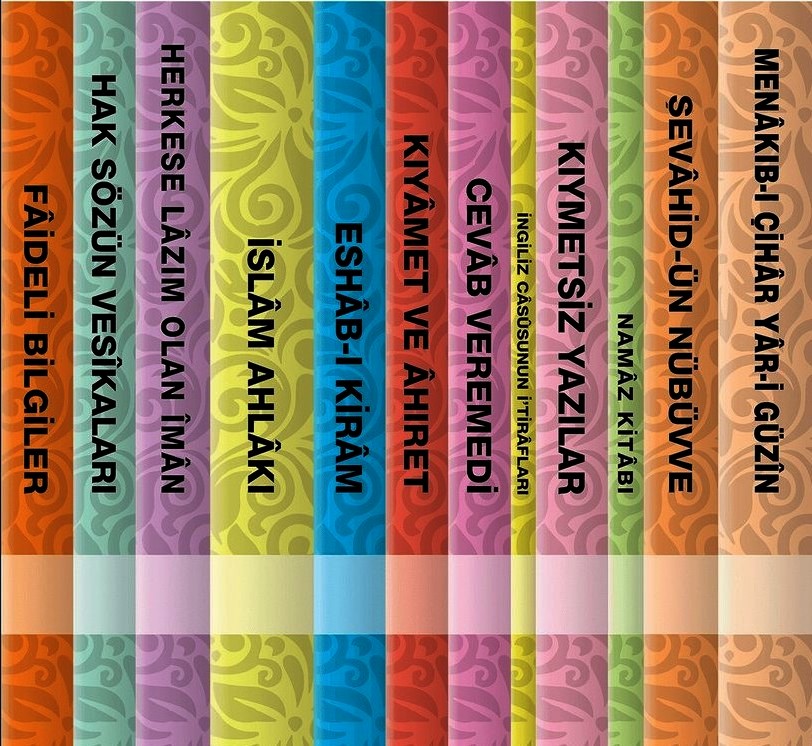 FÂİDELİ BİLGİLER
HAK SÖZÜN VESÎKALARI
HERKESE LÂZIM OLAN ÎMÂN
İSLÂM AHLÂKI
ESHÂB-I KİRÂM
KIYÂMET VE ÂHIRET
CEVÂB VEREMEDİ
İNGİLİZ CÂSÛSUNUN İ'TİRÂFLARI
KIYMETSİZ YAZILAR
NAMÂZ KİTÂBI
ŞEVÂHİD-ÜN NÜBÜVVE
MENÂKIB-I ÇİHÂR YÂR-İ GÜZÎN